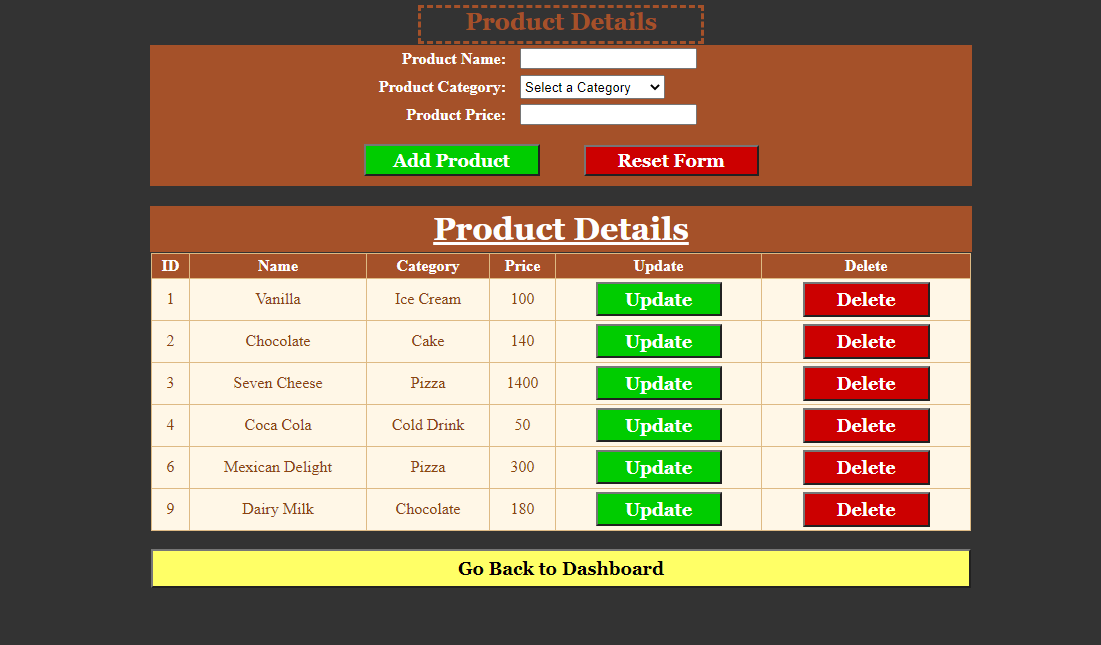 Product Details
Product Name:
Product Category: Select a Category
Product Price:
Add Product Reset Form
Product Details
ID Name Category Price Update Delete
1 Vanilla Ice Cream 100 Update Delete
2 Chocolate Cake 140 Update Delete
3 Seven Cheese Pizza 1400 Update Delete
4 Coca Cola Cold Drink 50 Update Delete
6 Mexican Delight Pizza 300 Update Delete
9 Dairy Milk Chocolate 180 Update Delete
Go Back to Dashboard